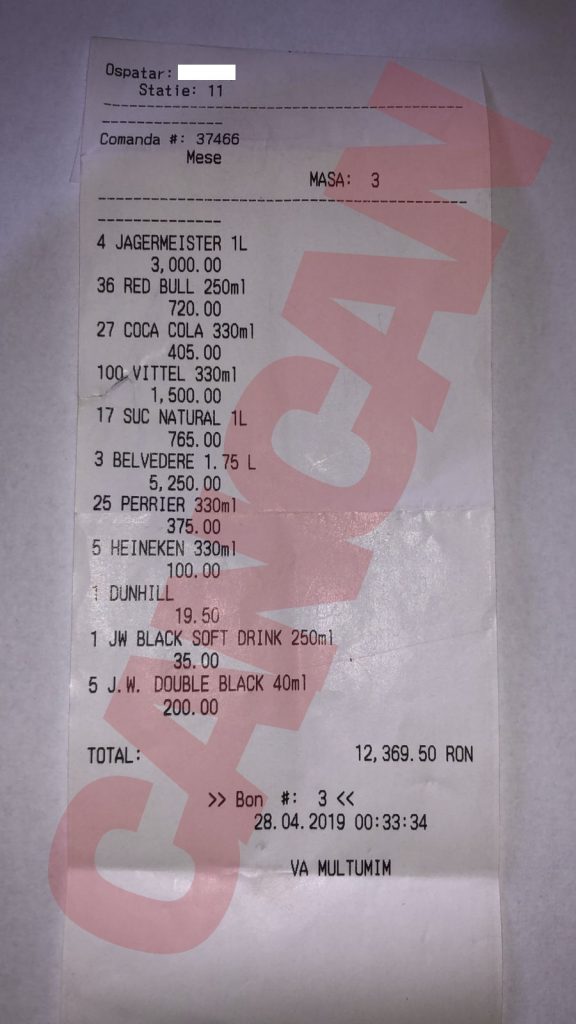 Ospatar:
Statie: 11
-----------------------------------------
--------------
Comanda #: 37466
Mese
MASA: 3
-----------------------------------------
--------------
4 JAGERMEISTER 1L
3,000.00
36 RED BULL 250ml
720.00
27 COCA COLA 330ml
405.00
100 VITTEL 330ml
1,500.00
17 SUC NATURAL 1L
765.00
3 BELVEDERE 1.75 L
5,250.00
25 PERRIER 330ml
375.00
5 HEINEKEN 330ml
100.00
1 DUNHILL
19.50
1 JW BLACK SOFT DRINK 250ml
35.00
5 J.W. DOUBLE BLACK 40ml
200.00
TOTAL: 12,369.50 RON
>> Bon #: 3 <<
28.04.2019 00:33:34
VA MULTUMIM
CANCAN